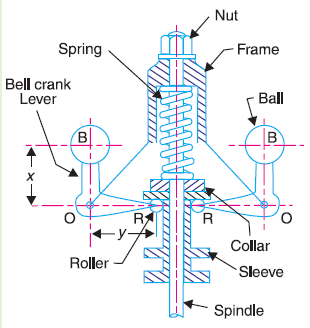 Nut
Spring
Frame
Bell crank
Lever
Ball
B
B
x
O
R
R
O
y
Collar
Roller
Sleeve
Spindle